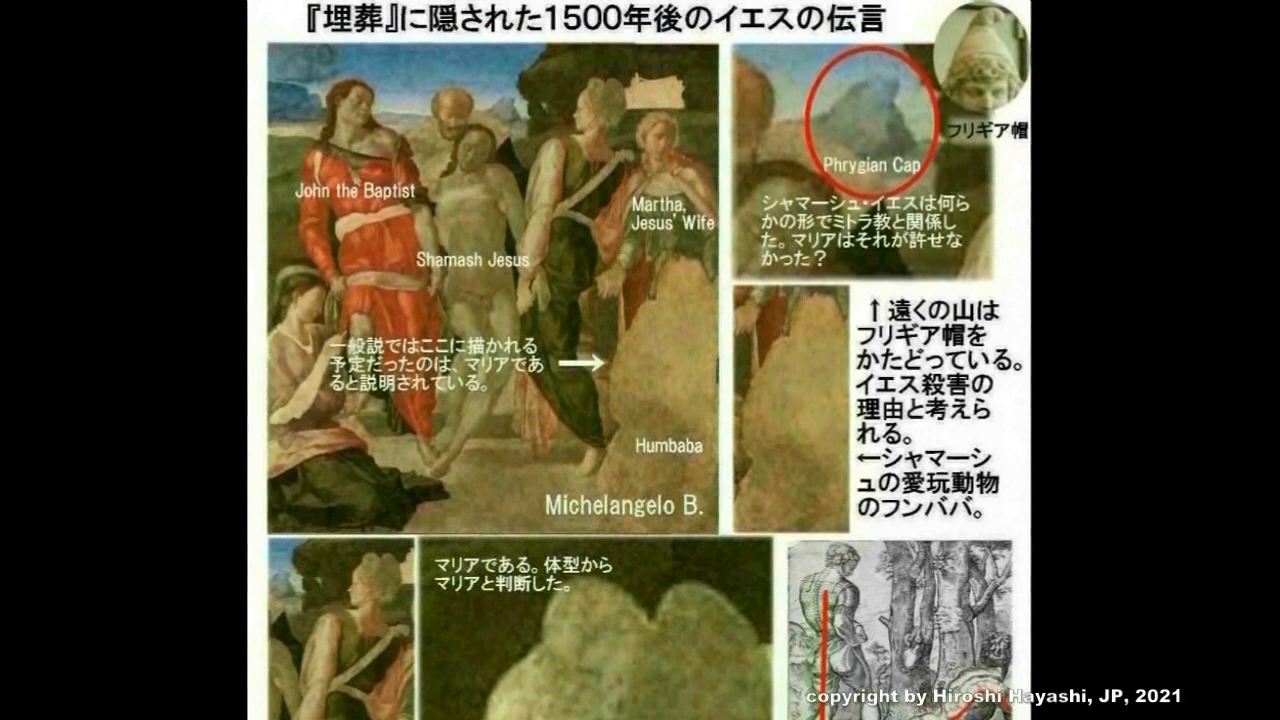 『埋葬』に隠された1500年後のイエスの伝言
フリギア帽
Phrygian Cap
シャマーシュ・イエスは何ら
かの形でミトラ教と関係し
た。マリアはそれが許せな
かった？
John the Baptist
Martha,
Jesus' Wife
Shamash Jesus
一般説ではここに描かれる
予定だったのは、マリアであ
ると説明されている。
→
Humbaba
Michelangelo B.
↑遠くの山は
フリギア帽を
かたどっている。
イエス殺害の
理由と考えら
れる。
←シャマーシ
ュの愛玩動物
のフンババ。
マリアである。体型から
マリアと判断した。
copyright by Hiroshi Hayashi, JP, 2021